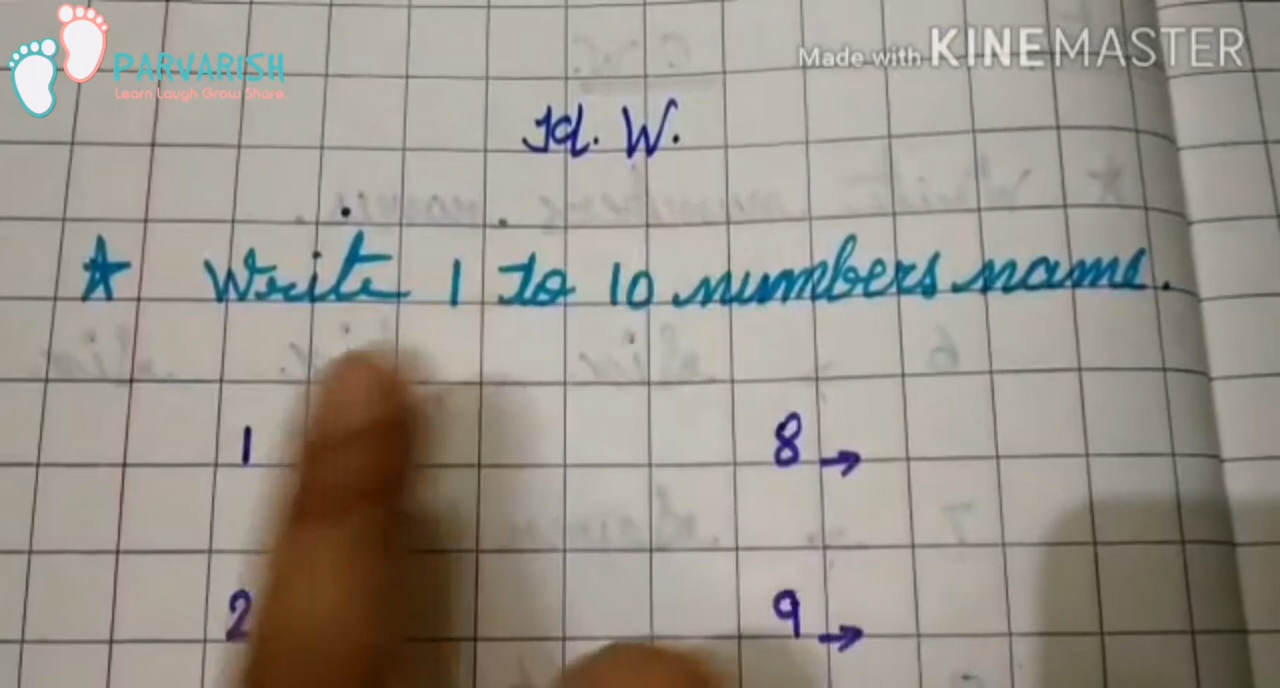 PARVARISH
Learn Laugh Grow Share
Made with KINEMASTER
H. W.
☆ Write 1 to 10 numbers name.
1 8 →
2 9 →